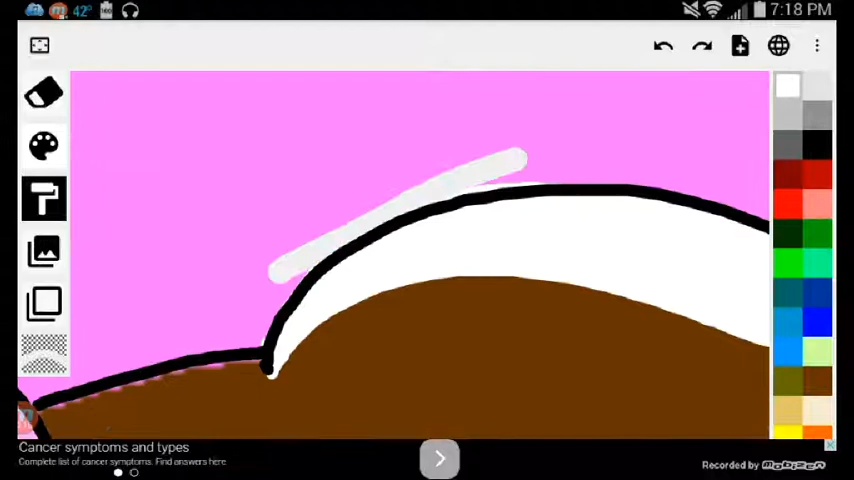 42° 100 7:18 PM
Cancer symptoms and types
Complete list of cancer symptoms. Find answers here
Recorded by MOBIZEN